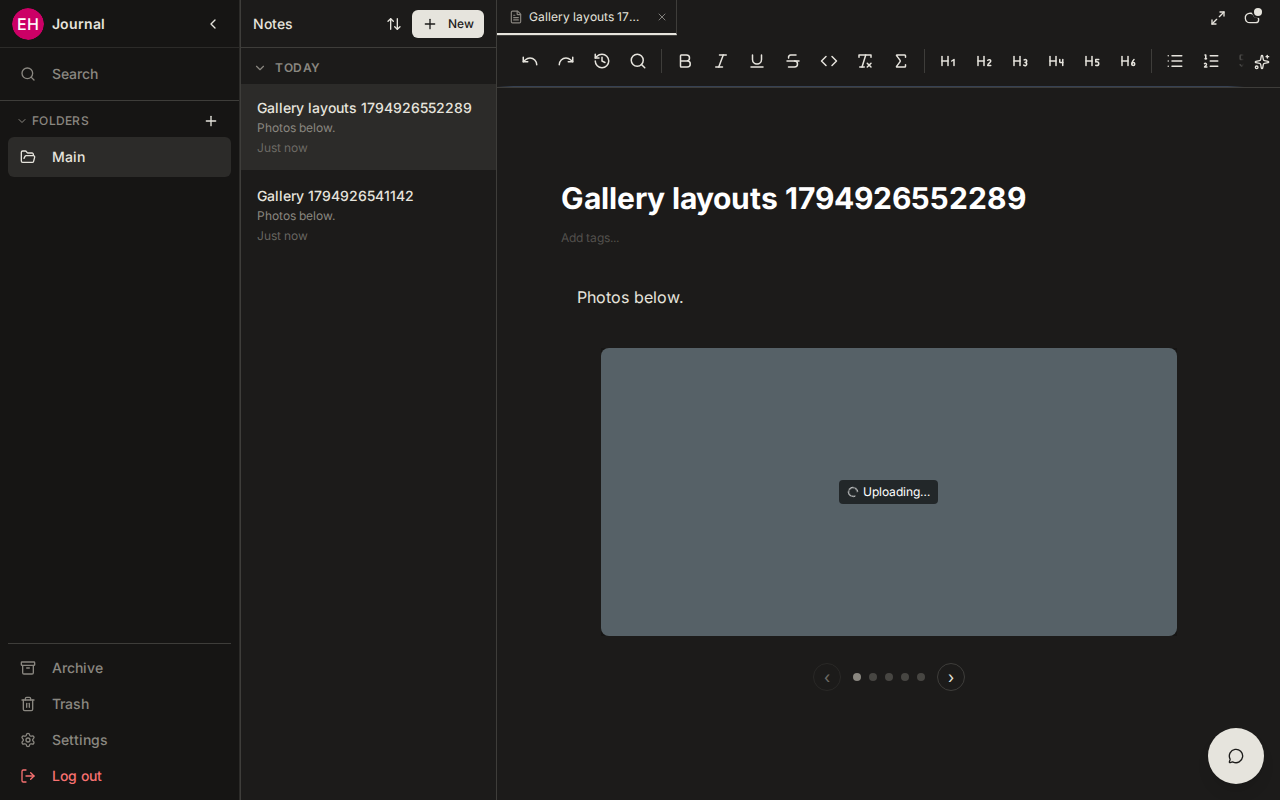 EH Journal
Search
FOLDERS
Main
Archive
Trash
Settings
Log out
Notes
New
TODAY
Gallery layouts 1794926552289
Photos below.
Just now
Gallery 1794926541142
Photos below.
Just now
Gallery layouts 17...
H1 H2 H3 H4 H5 H6
Gallery layouts 1794926552289
Add tags...
Photos below.
Uploading...